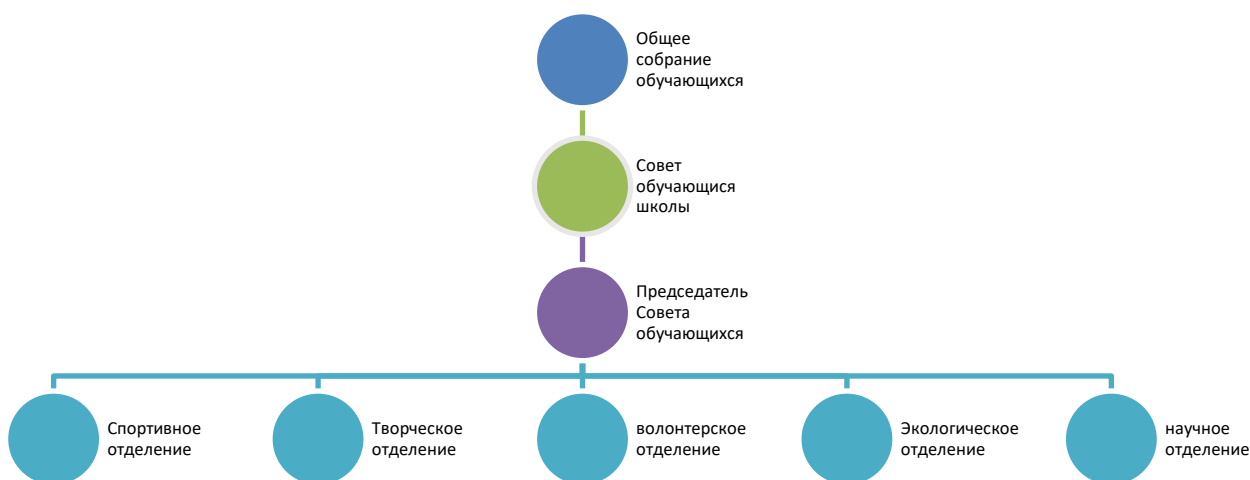 Общее
собрание
обучающихся
Совет
обучающися
школы
Председатель
Совета
обучающихся
Спортивное
отделение
Творческое
отделение
волонтерское
отделение
Экологическое
отделение
научное
отделение